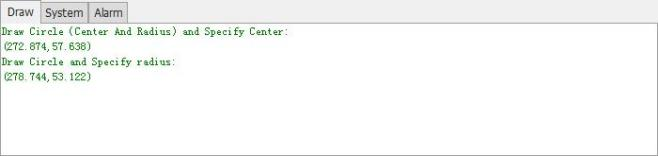 Draw System Alarm
Draw Circle (Center And Radius) and Specify Center:
(272.874,57.638)
Draw Circle and Specify radius:
(278.744,53.122)